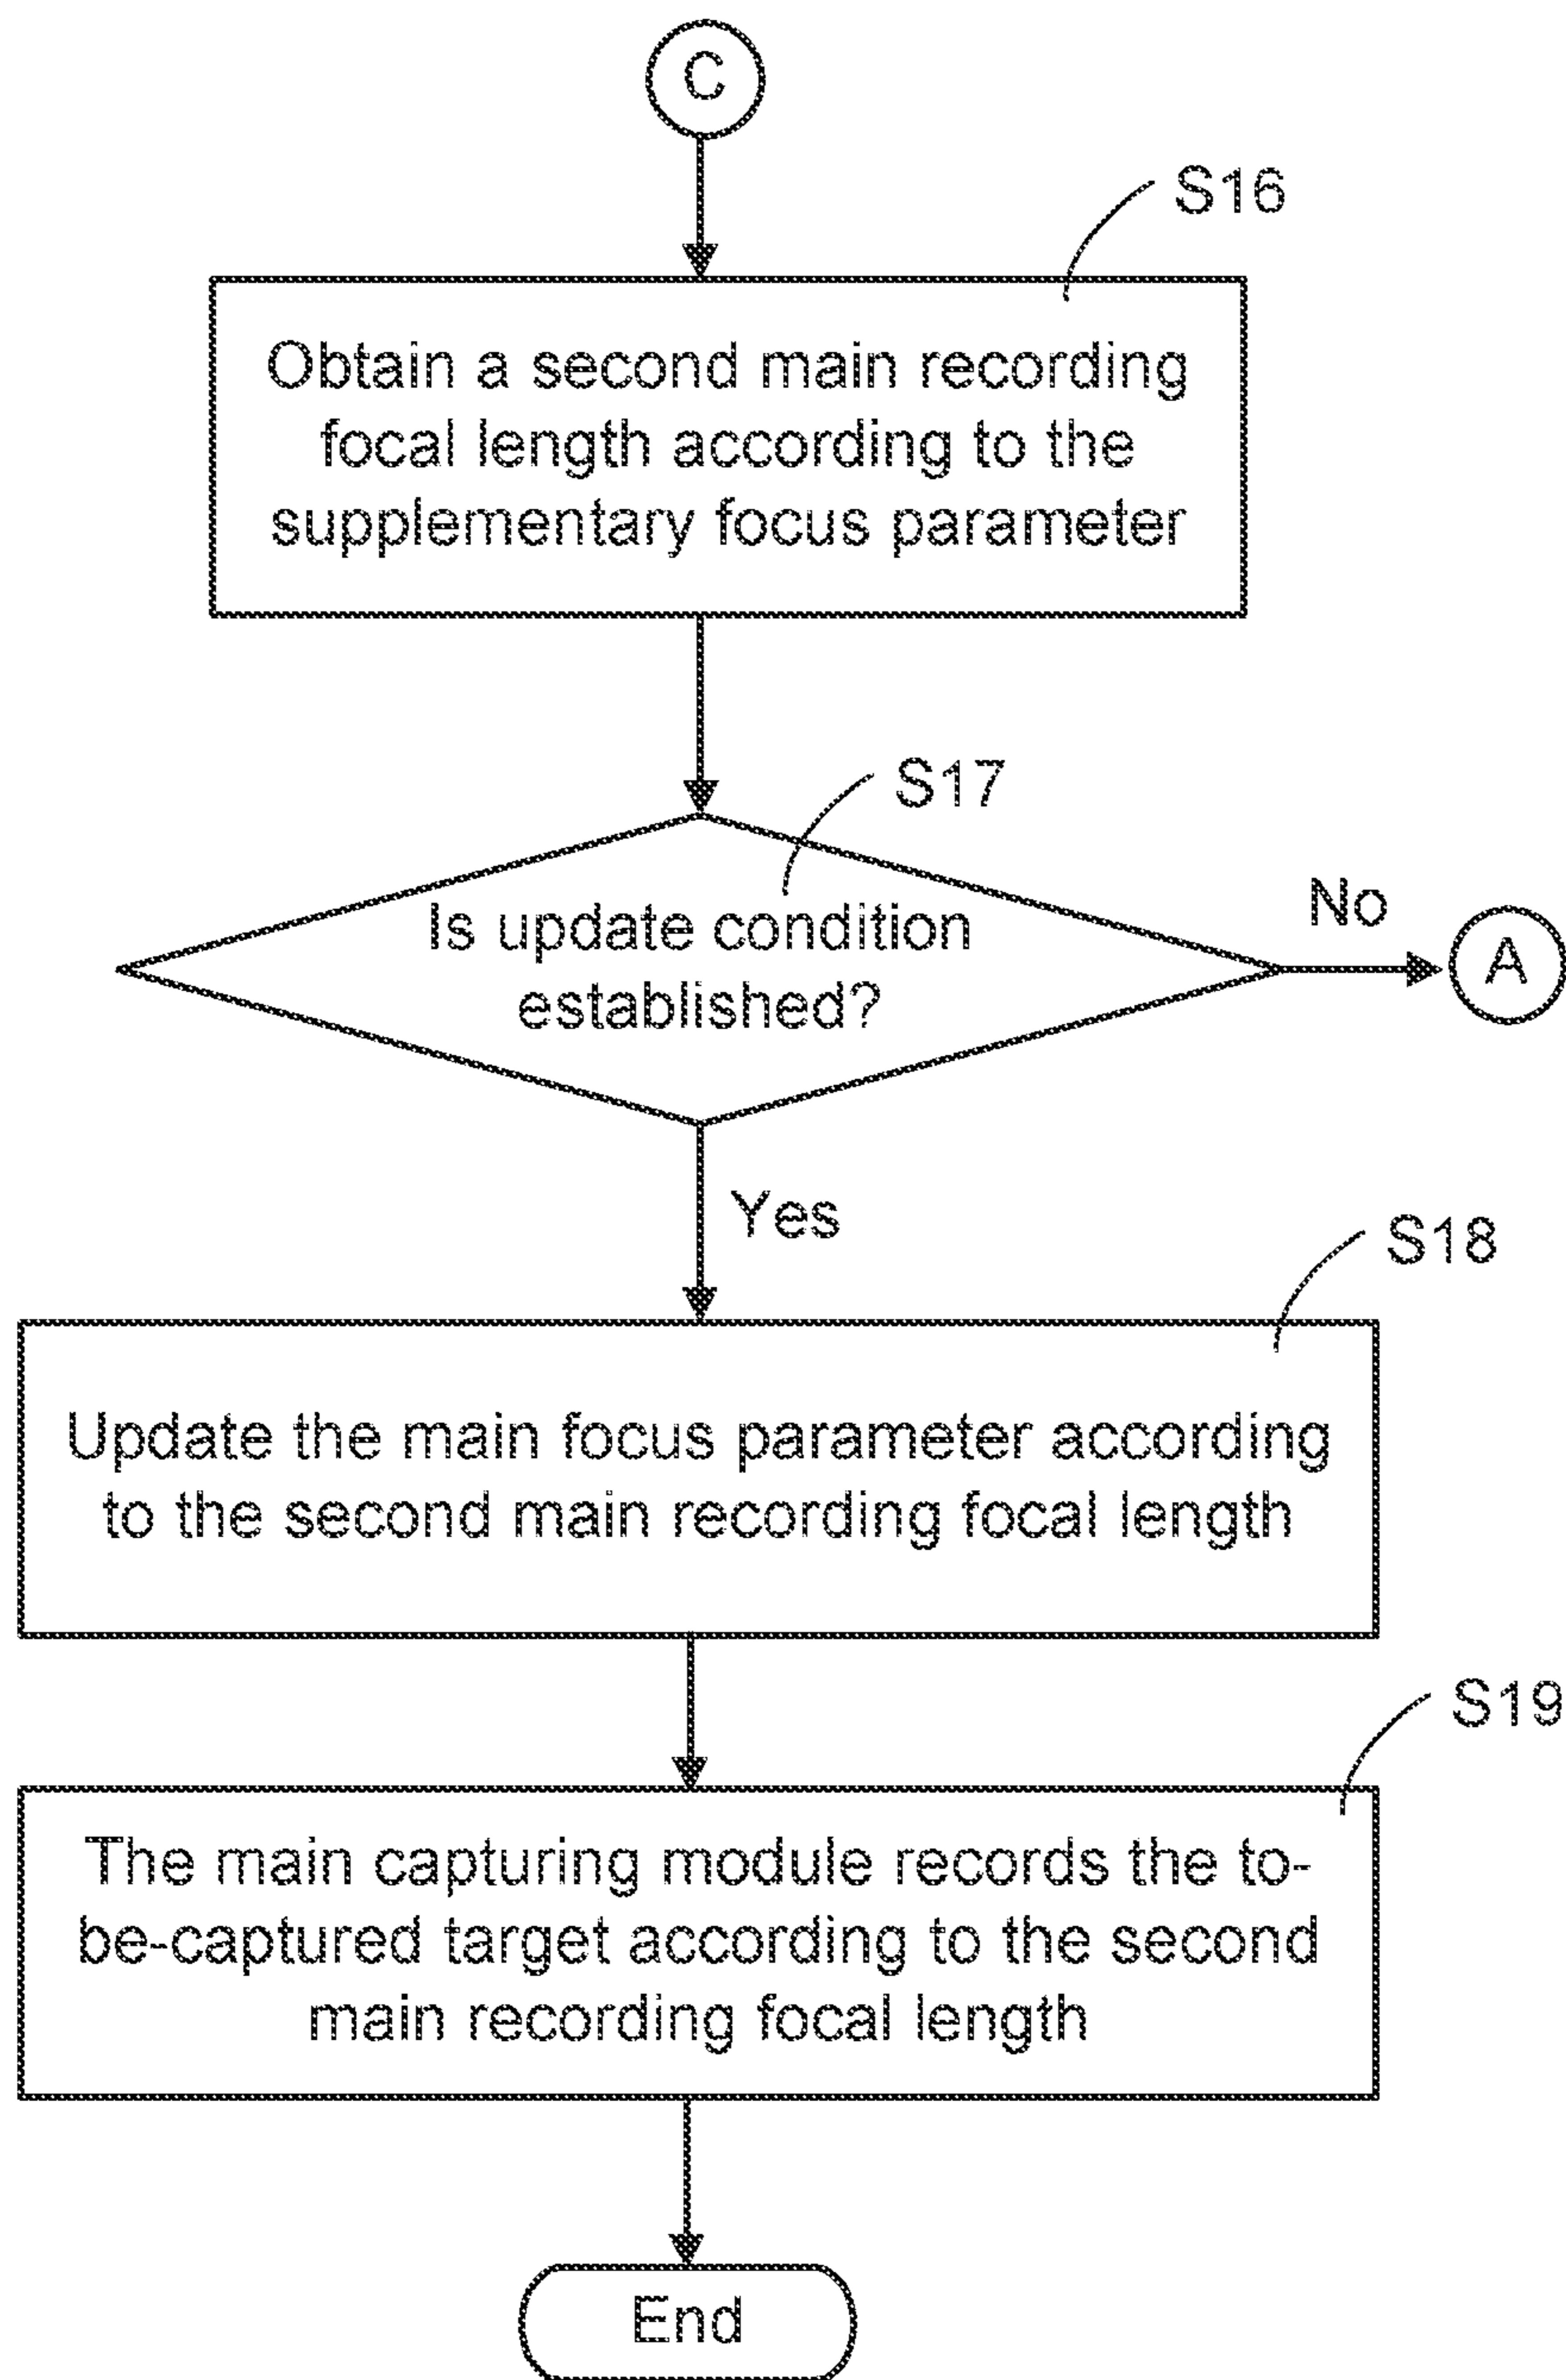 C
S16
Obtain a second main recording
focal length according to the
supplementary focus parameter
S17
Is update condition
established?
No
A
Yes
S18
Update the main focus parameter according
to the second main recording focal length
S19
The main capturing module records the to-
be-captured target according to the second
main recording focal length
End